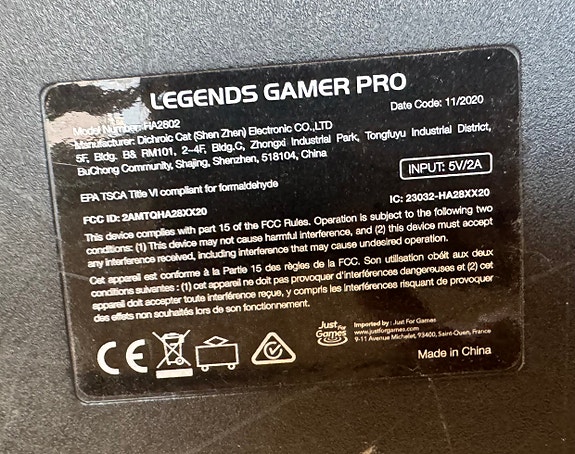 LEGENDS GAMER PRO
Date Code: 11/2020
Model Number: HA2802
Manufacturer: Dichroic Cat (Shen Zhen) Electronic CO.,LTD
5F, Bldg. B& RM101, 2-4F, Bldg.C, Zhongxi Industrial Park, Tongfuyu Industrial District,
BuChong Community, Shajing, Shenzhen, 518104, China
INPUT: 5V/2A
EPA TSCA Title VI compliant for formaldehyde
FCC ID: 2AMTQHA28XX20
IC: 23032-HA28XX20
This device complies with part 15 of the FCC Rules. Operation is subject to the following two
conditions: (1) This device may not cause harmful interference, and (2) this device must accept
any interference received, including interference that may cause undesired operation.
Cet appareil est conforme à la Partie 15 des règles de la FCC. Son utilisation obéit aux deux
conditions suivantes : (1) cet appareil ne doit pas provoquer d'interférences dangereuses et (2) cet
appareil doit accepter toute interférence reçue, y compris les interférences risquant de provoquer
des effets non souhaités lors de son fonctionnement.
CE
Just For Games
Imported by : Just For Games
justforgames.com
9-11 Avenue Michelet, 93400, Saint-Ouen, France
Made in China